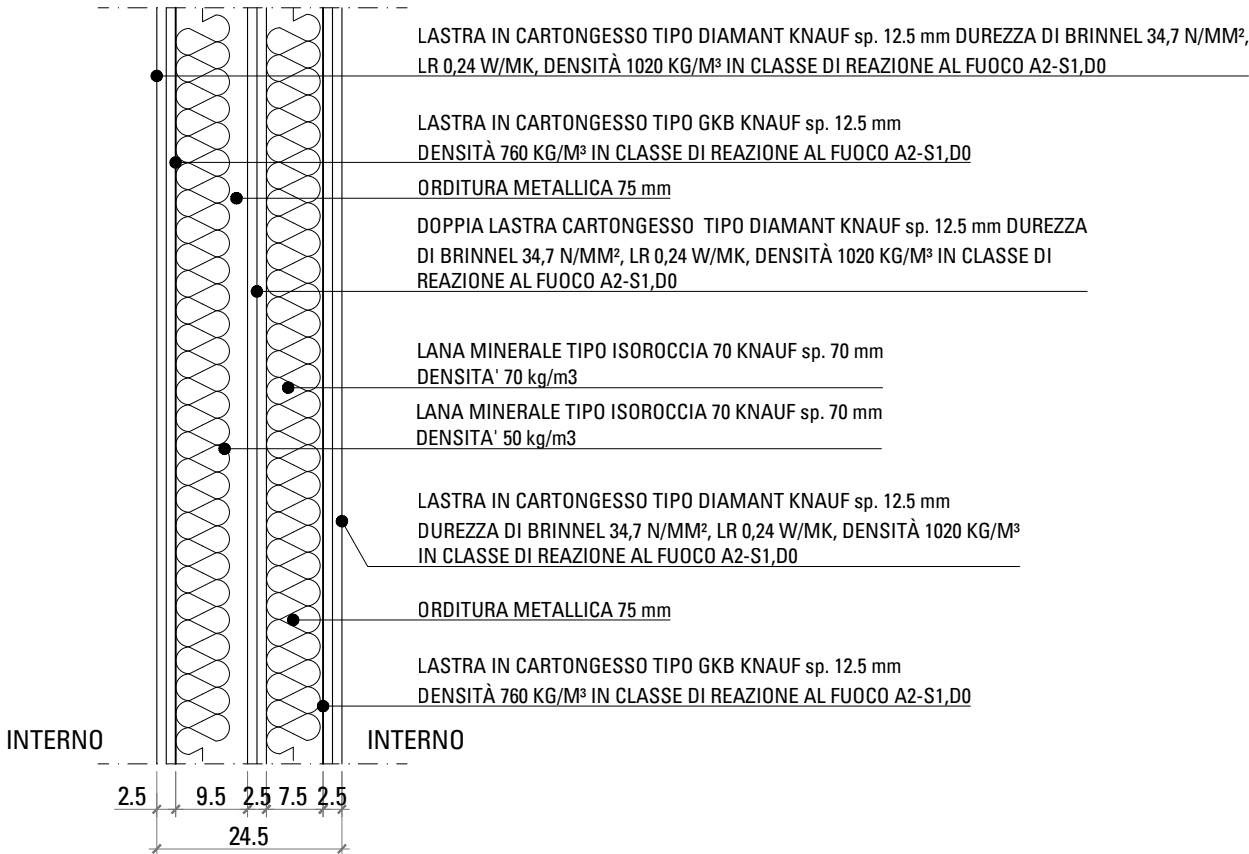 LASTRA IN CARTONGESSO TIPO DIAMANT KNAUF sp. 12.5 mm DUREZZA DI BRINNEL 34,7 N/MM²,
LR 0,24 W/MK, DENSITÀ 1020 KG/M³ IN CLASSE DI REAZIONE AL FUOCO A2-S1,D0
LASTRA IN CARTONGESSO TIPO GKB KNAUF sp. 12.5 mm
DENSITÀ 760 KG/M³ IN CLASSE DI REAZIONE AL FUOCO A2-S1,D0
ORDITURA METALLICA 75 mm
DOPPIA LASTRA CARTONGESSO TIPO DIAMANT KNAUF sp. 12.5 mm DUREZZA
DI BRINNEL 34,7 N/MM², LR 0,24 W/MK, DENSITÀ 1020 KG/M³ IN CLASSE DI
REAZIONE AL FUOCO A2-S1,D0
LANA MINERALE TIPO ISOROCCIA 70 KNAUF sp. 70 mm
DENSITA' 70 kg/m3
LANA MINERALE TIPO ISOROCCIA 70 KNAUF sp. 70 mm
DENSITA' 50 kg/m3
LASTRA IN CARTONGESSO TIPO DIAMANT KNAUF sp. 12.5 mm
DUREZZA DI BRINNEL 34,7 N/MM², LR 0,24 W/MK, DENSITÀ 1020 KG/M³
IN CLASSE DI REAZIONE AL FUOCO A2-S1,D0
ORDITURA METALLICA 75 mm
LASTRA IN CARTONGESSO TIPO GKB KNAUF sp. 12.5 mm
DENSITÀ 760 KG/M³ IN CLASSE DI REAZIONE AL FUOCO A2-S1,D0
INTERNO INTERNO
2.5 9.5 2.5 7.5 2.5
24.5